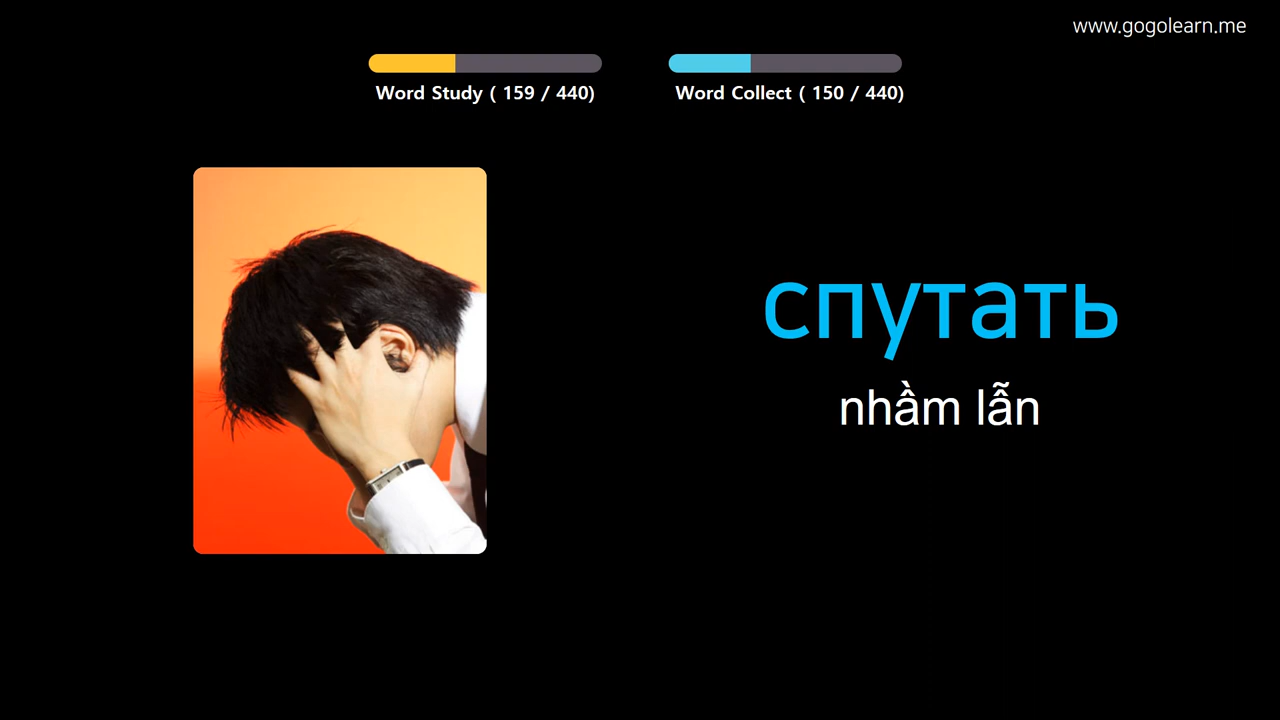 www.gogolearn.me
Word Study ( 159 / 440)
Word Collect ( 150 / 440)
спутать
nhầm lẫn